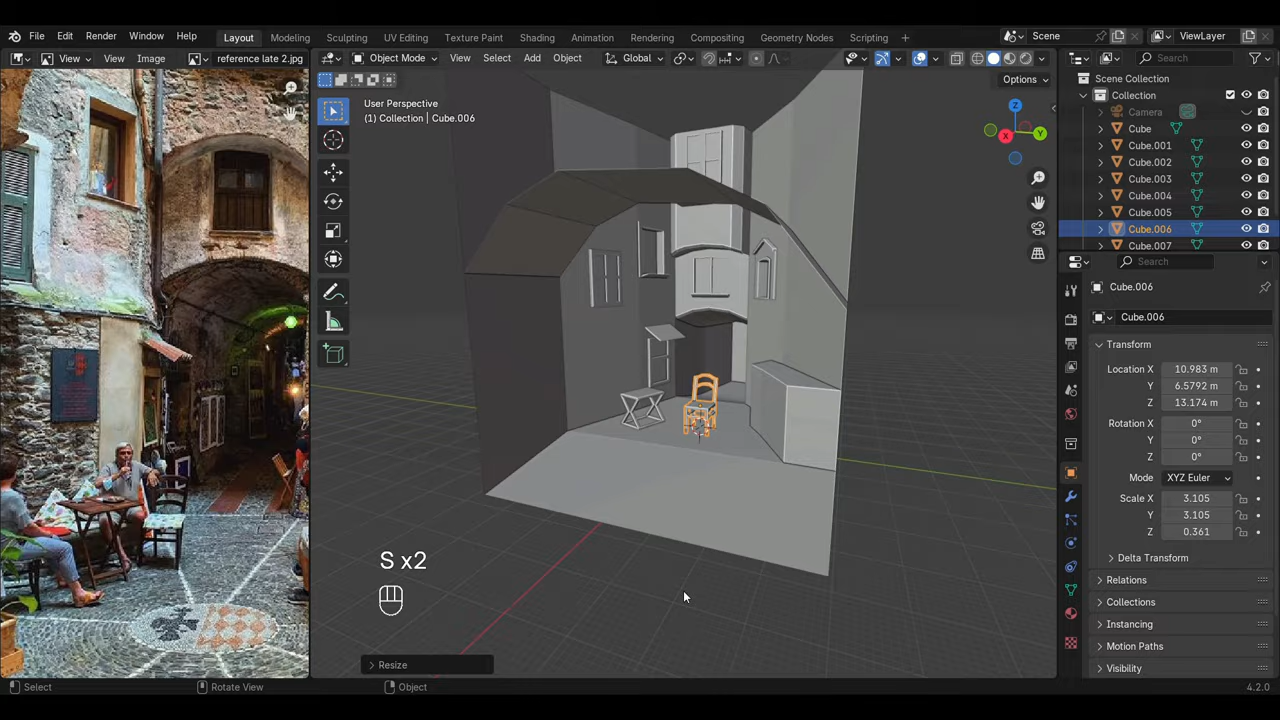 File Edit Render Window Help
Layout Modeling Sculpting UV Editing Texture Paint Shading Animation Rendering Compositing Geometry Nodes Scripting
Scene ViewLayer
View View Image reference late 2.jpg
Object Mode View Select Add Object Global
Search
Options
User Perspective
(1) Collection | Cube.006
Z
Y
X
Scene Collection
Collection
Camera
Cube
Cube.001
Cube.002
Cube.003
Cube.004
Cube.005
Cube.006
Cube.007
Search
Cube.006
Cube.006
Transform
Location X 10.983 m
Y 6.5792 m
Z 13.174 m
Rotation X 0°
Y 0°
Z 0°
Mode XYZ Euler
Scale X 3.105
Y 3.105
Z 0.361
Delta Transform
Relations
Collections
Instancing
Motion Paths
Visibility
S x2
Resize
Select Rotate View Object 4.2.0